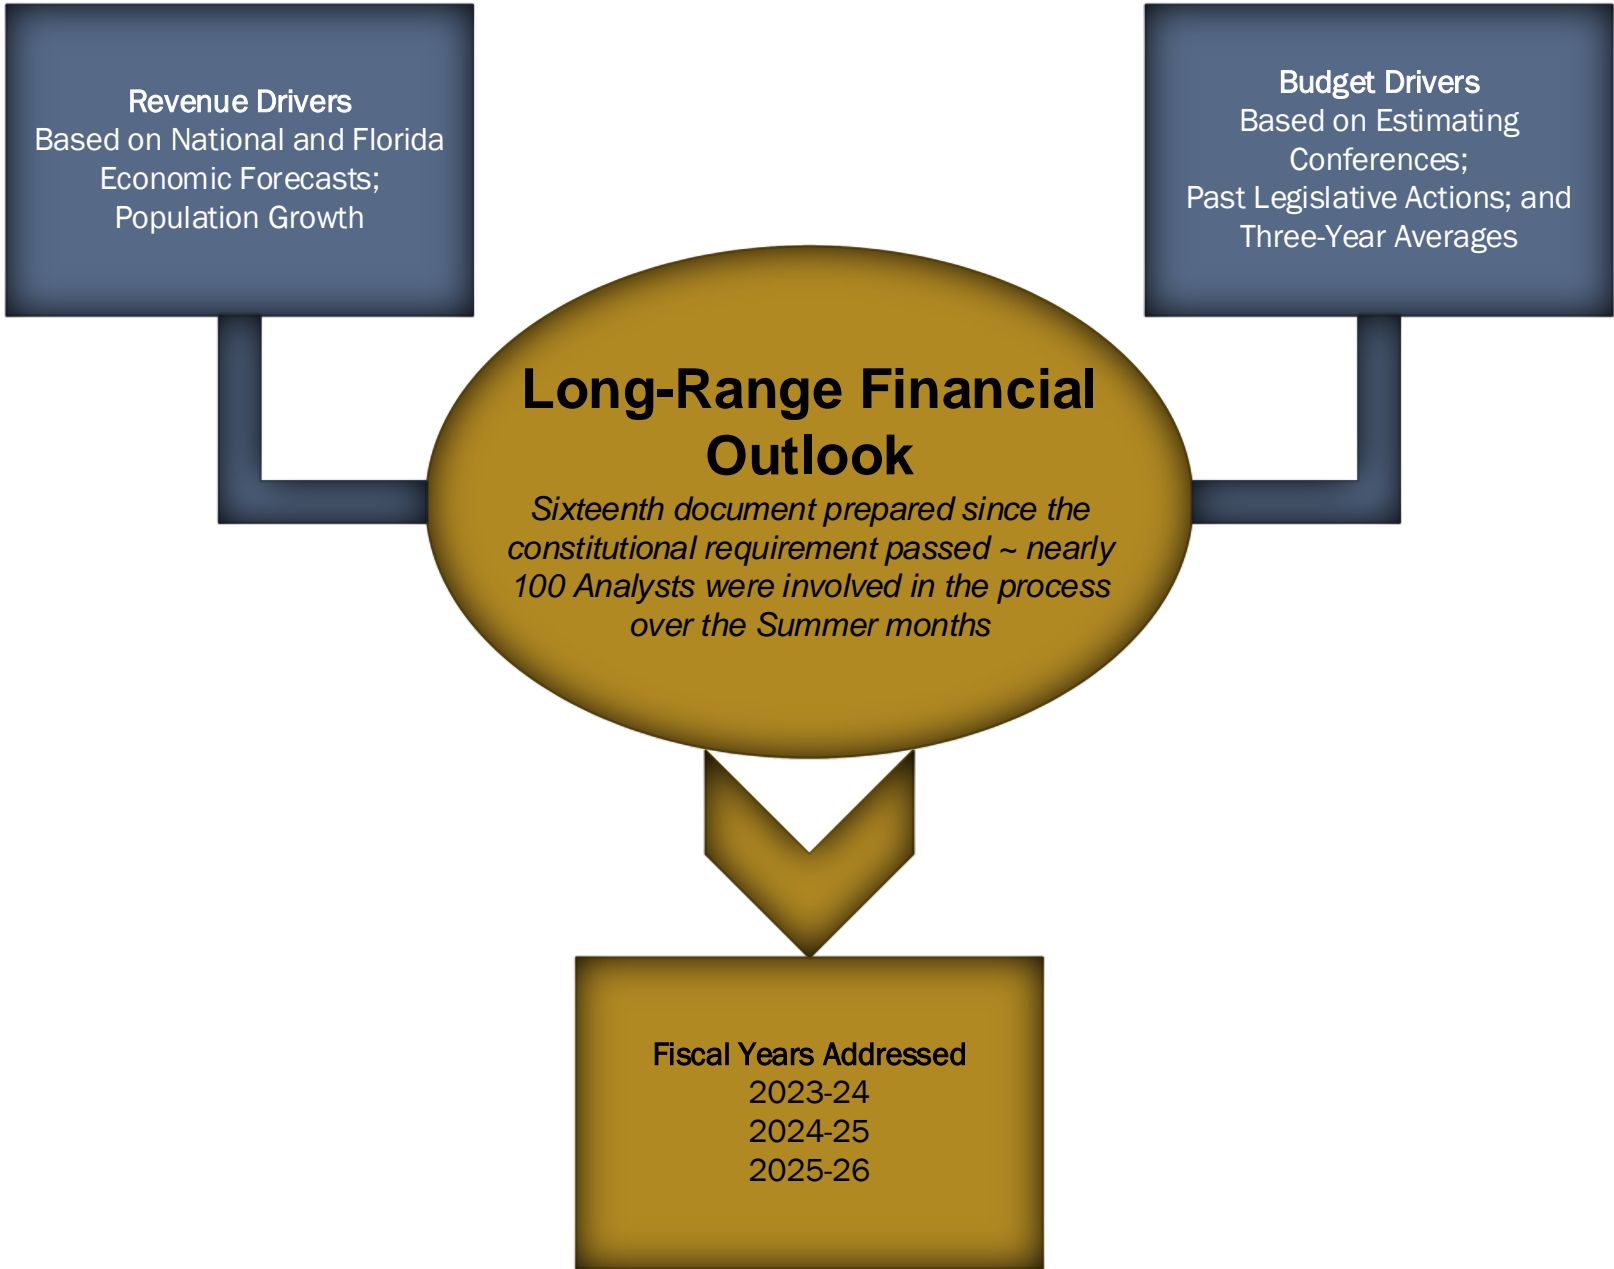 Revenue Drivers
Based on National and Florida
Economic Forecasts;
Population Growth
Budget Drivers
Based on Estimating
Conferences;
Past Legislative Actions; and
Three-Year Averages
Long-Range Financial
Outlook
Sixteenth document prepared since the
constitutional requirement passed ~ nearly
100 Analysts were involved in the process
over the Summer months
Fiscal Years Addressed
2023-24
2024-25
2025-26